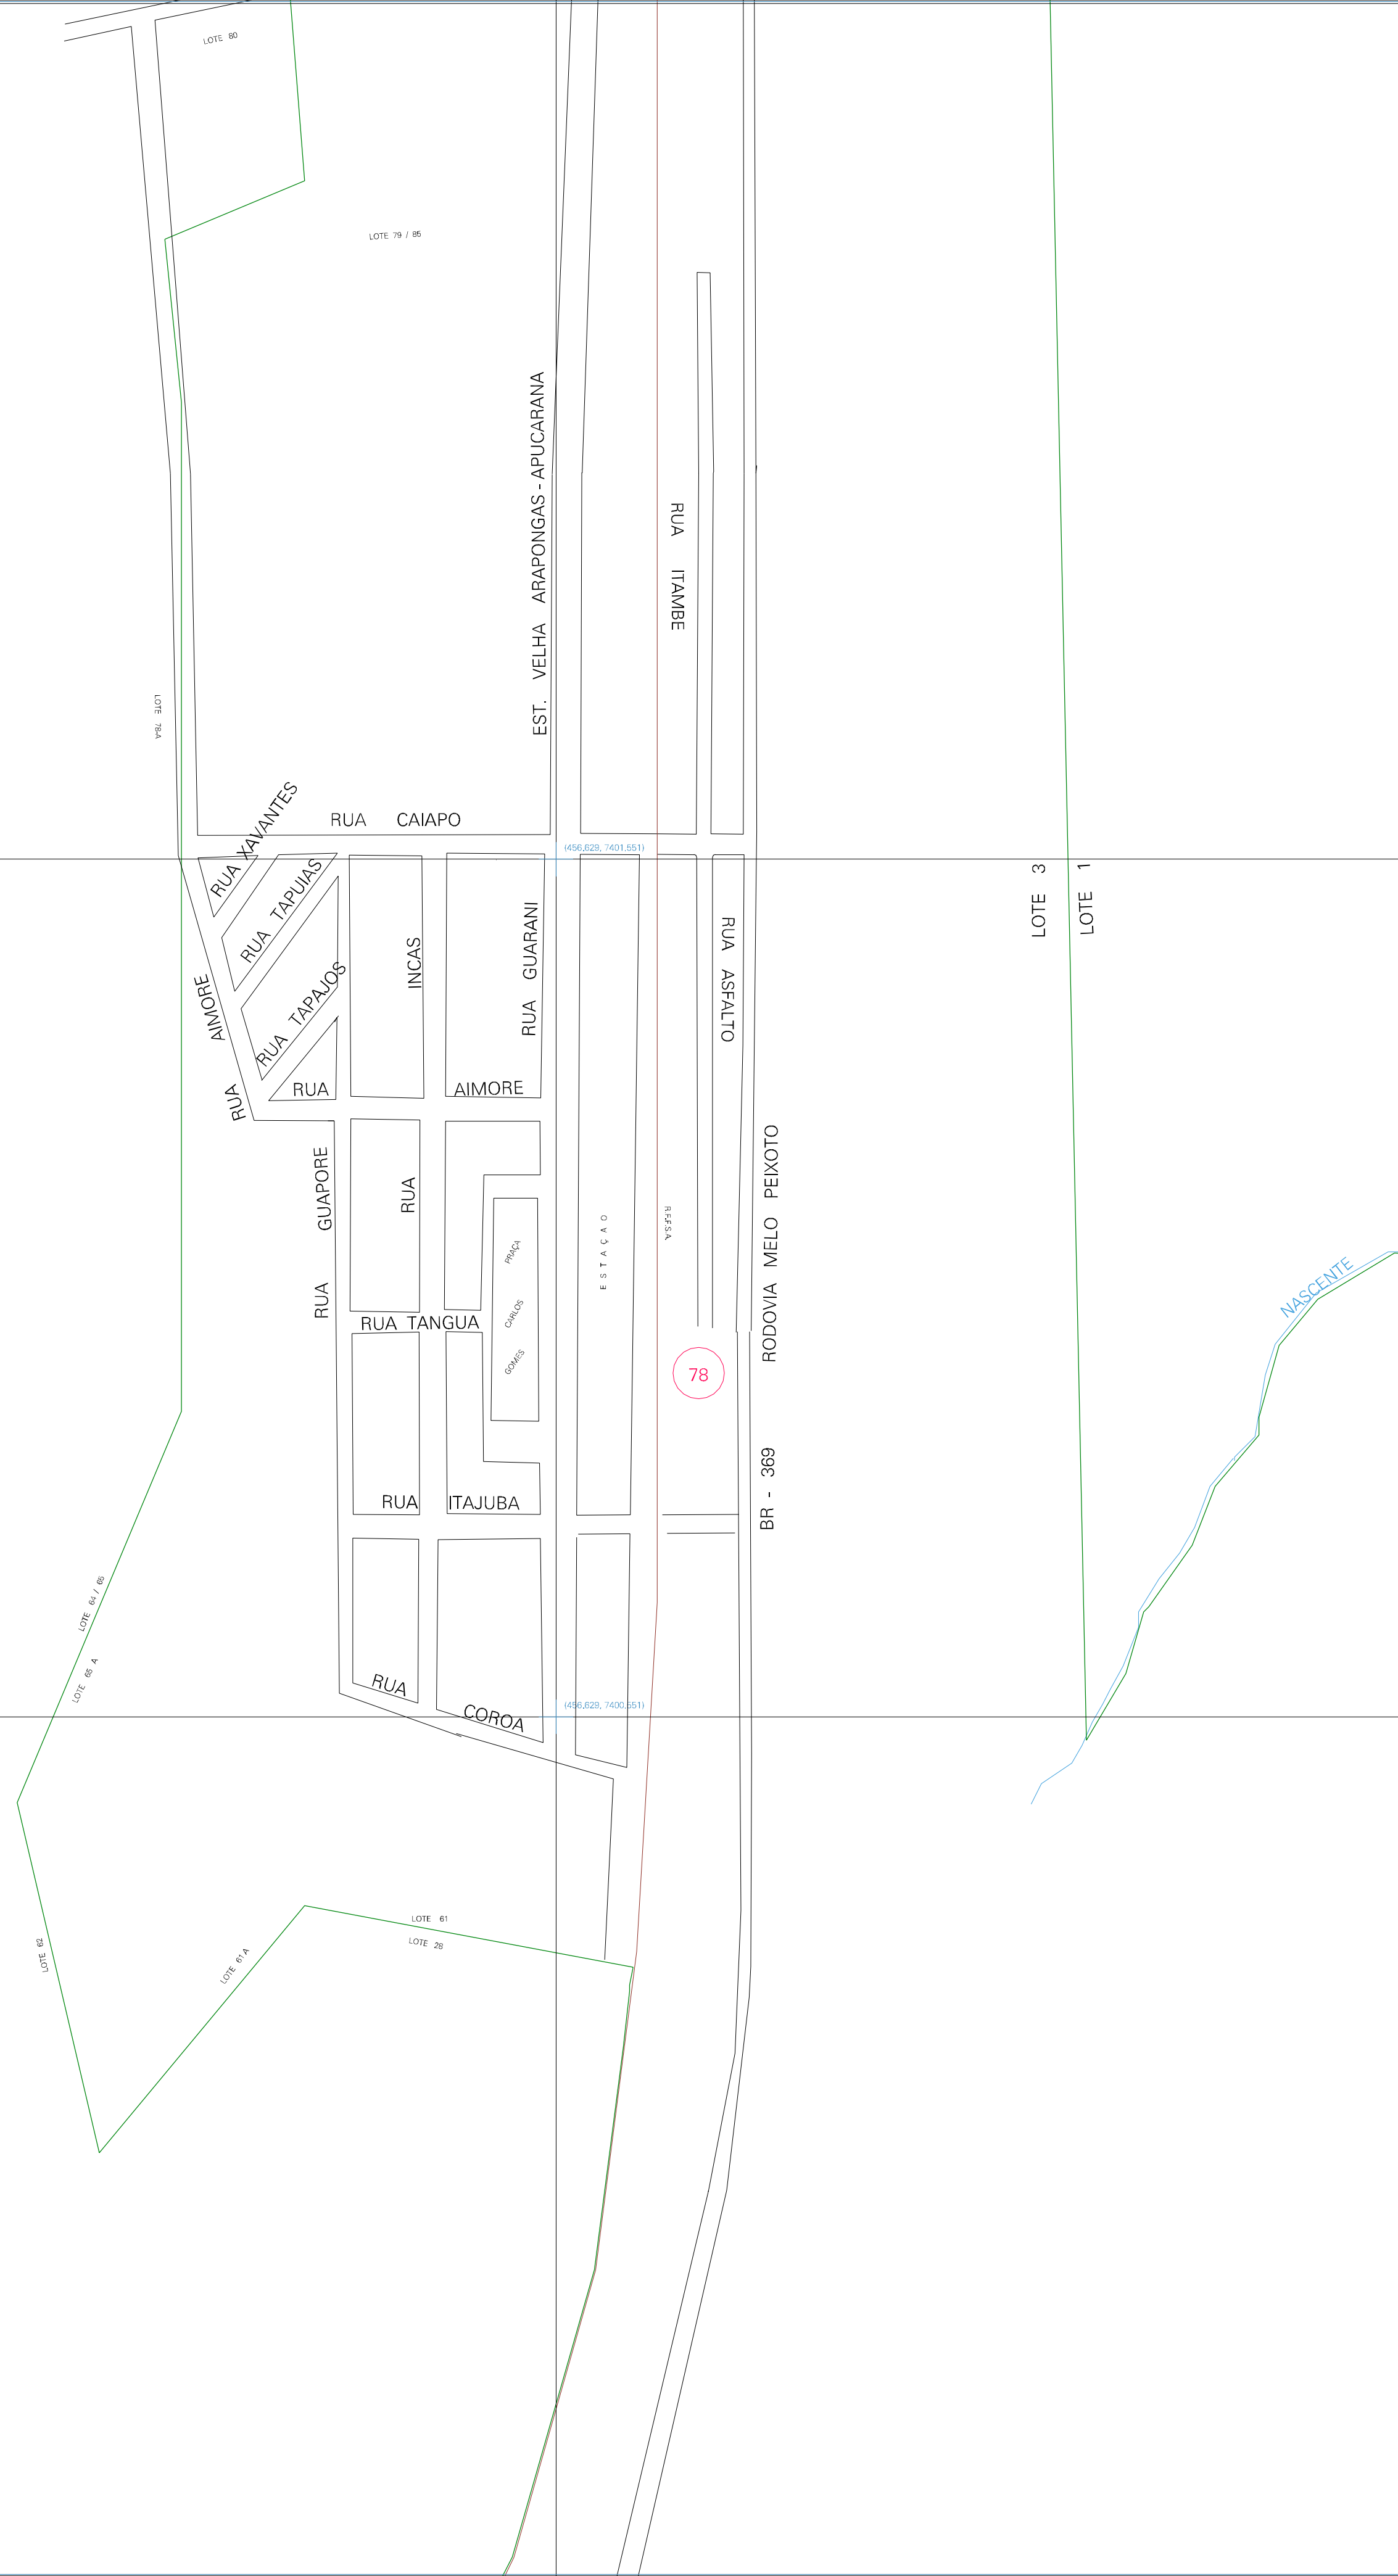 LOTE 80
LOTE 79 / 85
EST. VELHA ARAPONGAS - APUCARANA
RUA ITAMBE
LOTE 78-A
RUA XAVANTES
RUA CAIAPO
(456,629, 7401,551)
RUA TAPUIAS
RUA TAPAJOS
RUA AIMORE
INCAS
RUA
RUA GUARANI
RUA ASFALTO
LOTE 3
LOTE 1
RUA AIMORE
RUA GUAPORE
PRAÇA
CARLOS
GOMES
ESTAÇAO
R.F.F.S.A.
RODOVIA MELO PEIXOTO
BR - 369
NASCENTE
RUA TANGUA
78
RUA ITAJUBA
LOTE 64 / 65
LOTE 65 A
RUA COROA
(456,629, 7400,551)
LOTE 61
LOTE 28
LOTE 62
LOTE 61 A